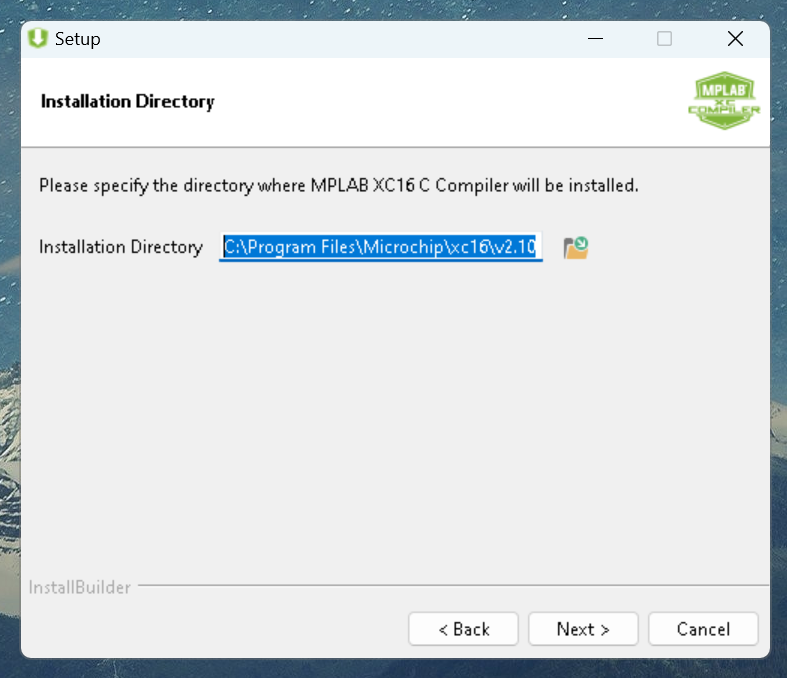 Setup
Installation Directory
MPLAB
XC
COMPILER
Please specify the directory where MPLAB XC16 C Compiler will be installed.
Installation Directory C:\Program Files\Microchip\xc16\v2.10
InstallBuilder
< Back Next > Cancel